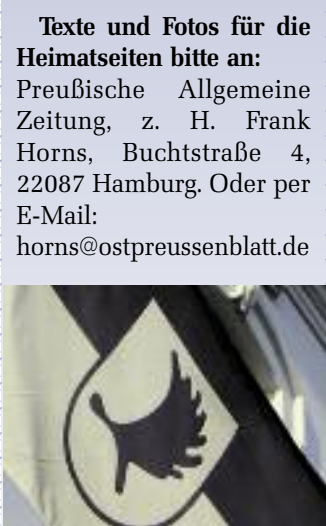 Texte und Fotos für die
Heimatseiten bitte an:
Preußische Allgemeine
Zeitung, z. H. Frank
Horns, Buchtstraße 4,
22087 Hamburg. Oder per
E-Mail:
horns@ostpreussenblatt.de